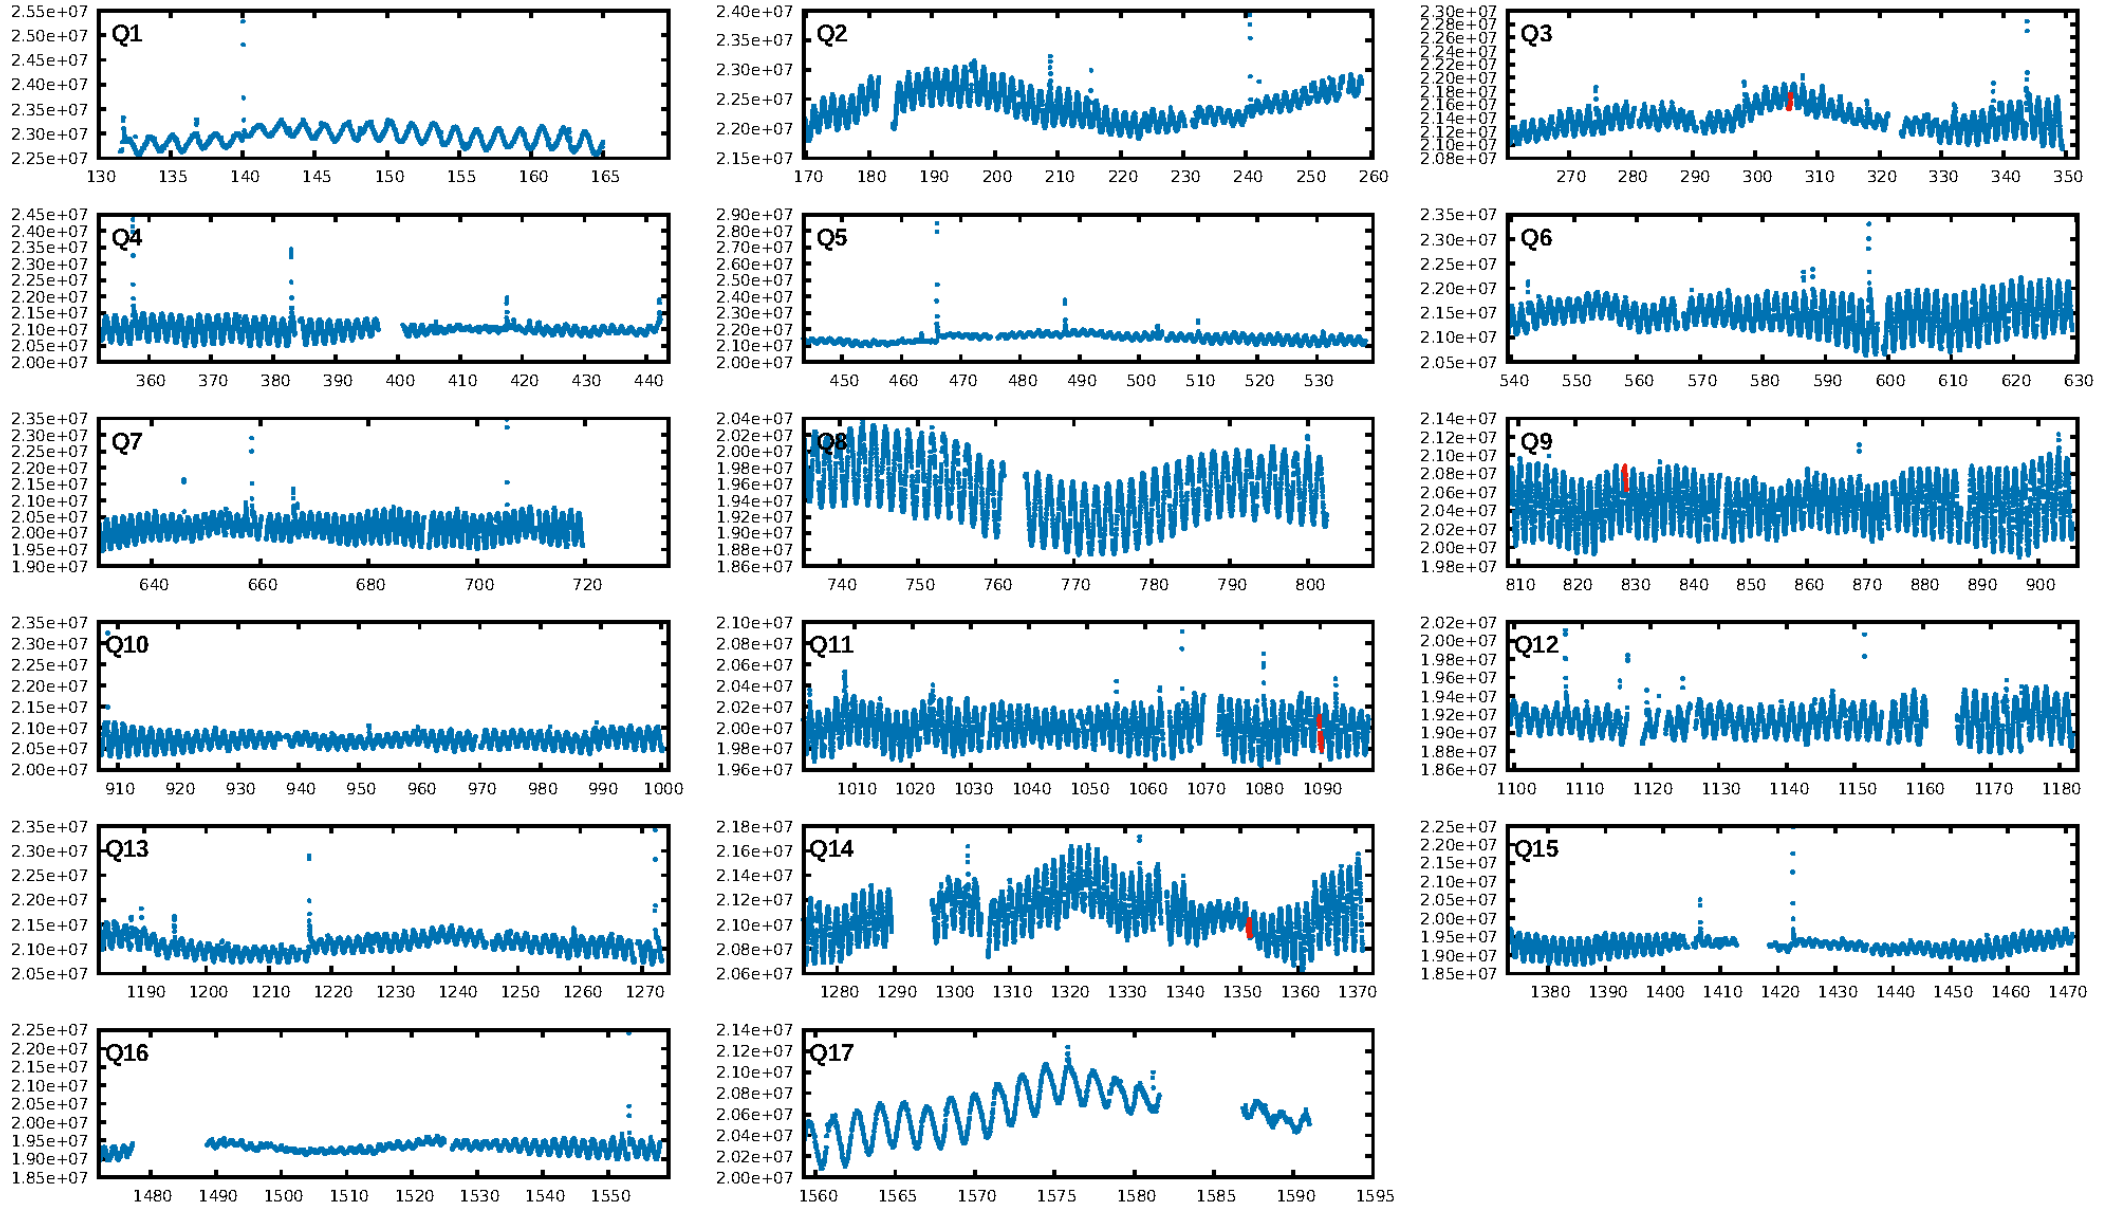 2.55e+07
2.50e+07
2.45e+07
2.40e+07
2.35e+07
2.30e+07
2.25e+07
Q1
130 135 140 145 150 155 160 165
2.40e+07
2.35e+07
2.30e+07
2.25e+07
2.20e+07
2.15e+07
Q2
170 180 190 200 210 220 230 240 250 260
2.30e+07
2.28e+07
2.26e+07
2.24e+07
2.22e+07
2.20e+07
2.18e+07
2.16e+07
2.14e+07
2.12e+07
2.10e+07
2.08e+07
Q3
270 280 290 300 310 320 330 340 350
2.45e+07
2.40e+07
2.35e+07
2.30e+07
2.25e+07
2.20e+07
2.15e+07
2.10e+07
2.05e+07
2.00e+07
Q4
360 370 380 390 400 410 420 430 440
2.90e+07
2.80e+07
2.70e+07
2.60e+07
2.50e+07
2.40e+07
2.30e+07
2.20e+07
2.10e+07
2.00e+07
Q5
450 460 470 480 490 500 510 520 530
2.35e+07
2.30e+07
2.25e+07
2.20e+07
2.15e+07
2.10e+07
2.05e+07
Q6
540 550 560 570 580 590 600 610 620 630
2.35e+07
2.30e+07
2.25e+07
2.20e+07
2.15e+07
2.10e+07
2.05e+07
2.00e+07
1.95e+07
1.90e+07
Q7
640 660 680 700 720
2.04e+07
2.02e+07
2.00e+07
1.98e+07
1.96e+07
1.94e+07
1.92e+07
1.90e+07
1.88e+07
1.86e+07
Q8
740 750 760 770 780 790 800
2.14e+07
2.12e+07
2.10e+07
2.08e+07
2.06e+07
2.04e+07
2.02e+07
2.00e+07
1.98e+07
Q9
810 820 830 840 850 860 870 880 890 900
2.35e+07
2.30e+07
2.25e+07
2.20e+07
2.15e+07
2.10e+07
2.05e+07
2.00e+07
Q10
910 920 930 940 950 960 970 980 990 1000
2.10e+07
2.08e+07
2.06e+07
2.04e+07
2.02e+07
2.00e+07
1.98e+07
1.96e+07
Q11
1010 1020 1030 1040 1050 1060 1070 1080 1090
2.02e+07
2.00e+07
1.98e+07
1.96e+07
1.94e+07
1.92e+07
1.90e+07
1.88e+07
1.86e+07
Q12
1100 1110 1120 1130 1140 1150 1160 1170 1180
2.35e+07
2.30e+07
2.25e+07
2.20e+07
2.15e+07
2.10e+07
2.05e+07
Q13
1190 1200 1210 1220 1230 1240 1250 1260 1270
2.18e+07
2.16e+07
2.14e+07
2.12e+07
2.10e+07
2.08e+07
2.06e+07
Q14
1280 1290 1300 1310 1320 1330 1340 1350 1360 1370
2.25e+07
2.20e+07
2.15e+07
2.10e+07
2.05e+07
2.00e+07
1.95e+07
1.90e+07
1.85e+07
Q15
1380 1390 1400 1410 1420 1430 1440 1450 1460 1470
2.25e+07
2.20e+07
2.15e+07
2.10e+07
2.05e+07
2.00e+07
1.95e+07
1.90e+07
1.85e+07
Q16
1480 1490 1500 1510 1520 1530 1540 1550
2.14e+07
2.12e+07
2.10e+07
2.08e+07
2.06e+07
2.04e+07
2.02e+07
2.00e+07
Q17
1560 1565 1570 1575 1580 1585 1590 1595